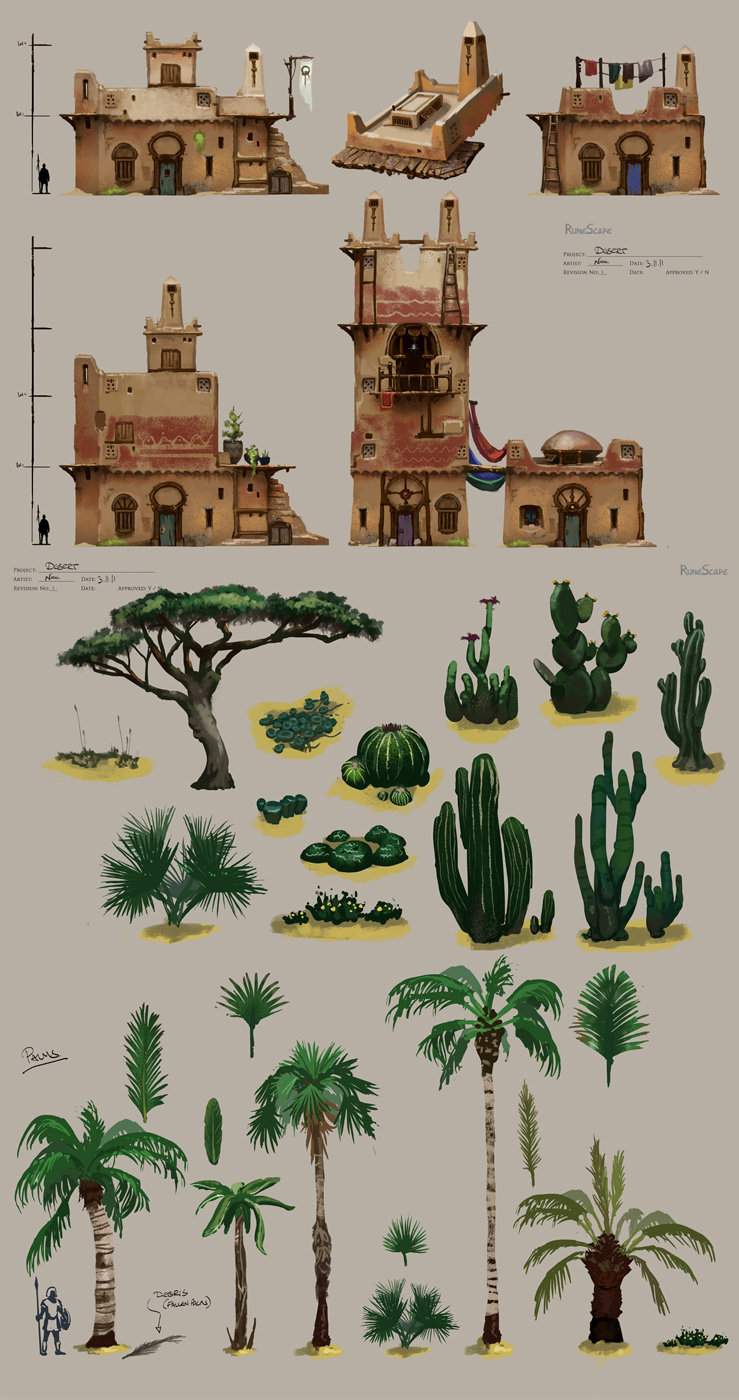 RuneScape
Project: Desert
Artist: Date: 3.11.11
Revision No: 1 Date: Approved: Y / N
RuneScape
Project: Desert
Artist: Date: 3.11.11
Revision No: 1 Date: Approved: Y / N
Palms.
Debris
(Fallen Palms)